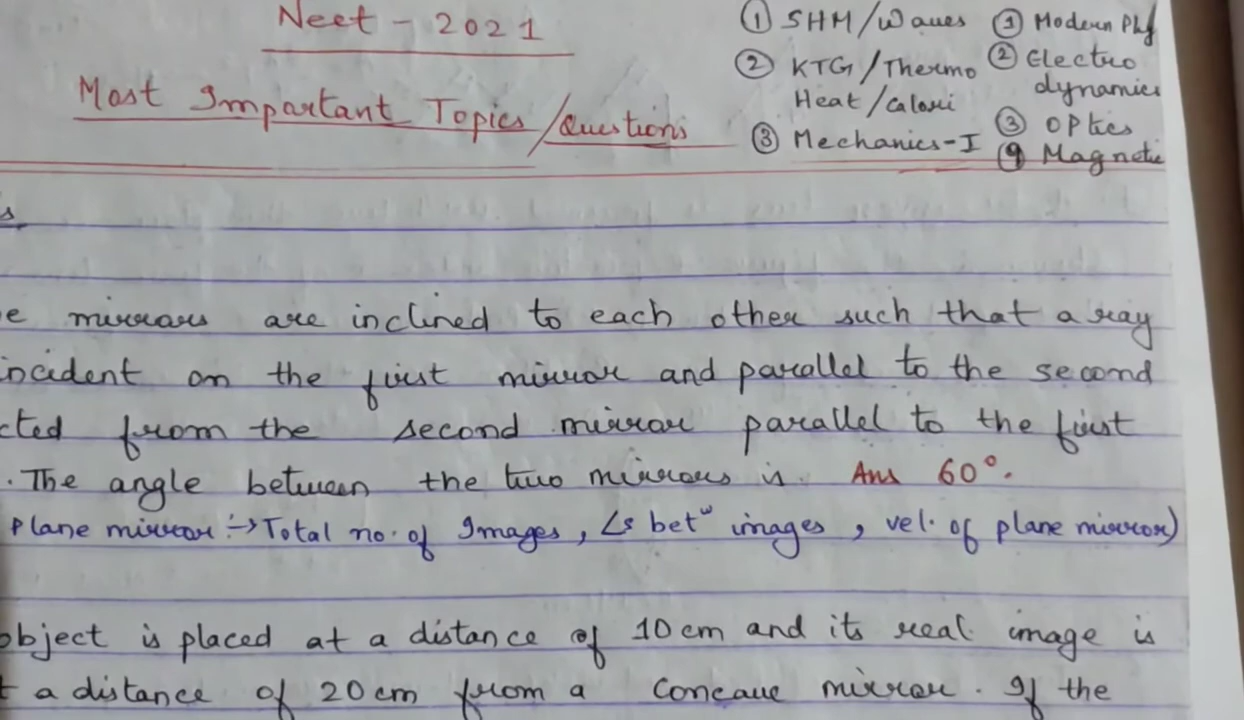 Neet - 2021
Most Important Topics/Questions
① SHM/Waves
② KTG/Thermo
Heat/Calori
③ Mechanics-I
① Modern Phy
② Electro
dynamics
③ Optics
④ Magnetic
s
e mirrors are inclined to each other such that a ray
incident on the first mirror and parallel to the second
cted from the second mirror parallel to the first
. The angle between the two mirrors is. Ans 60°.
Plane mirror :→ Total no. of Images, ∠s betⁿ images, vel. of plane mirror)
object is placed at a distance of 10 cm and its real image is
t a distance of 20 cm from a concave mirror. If the